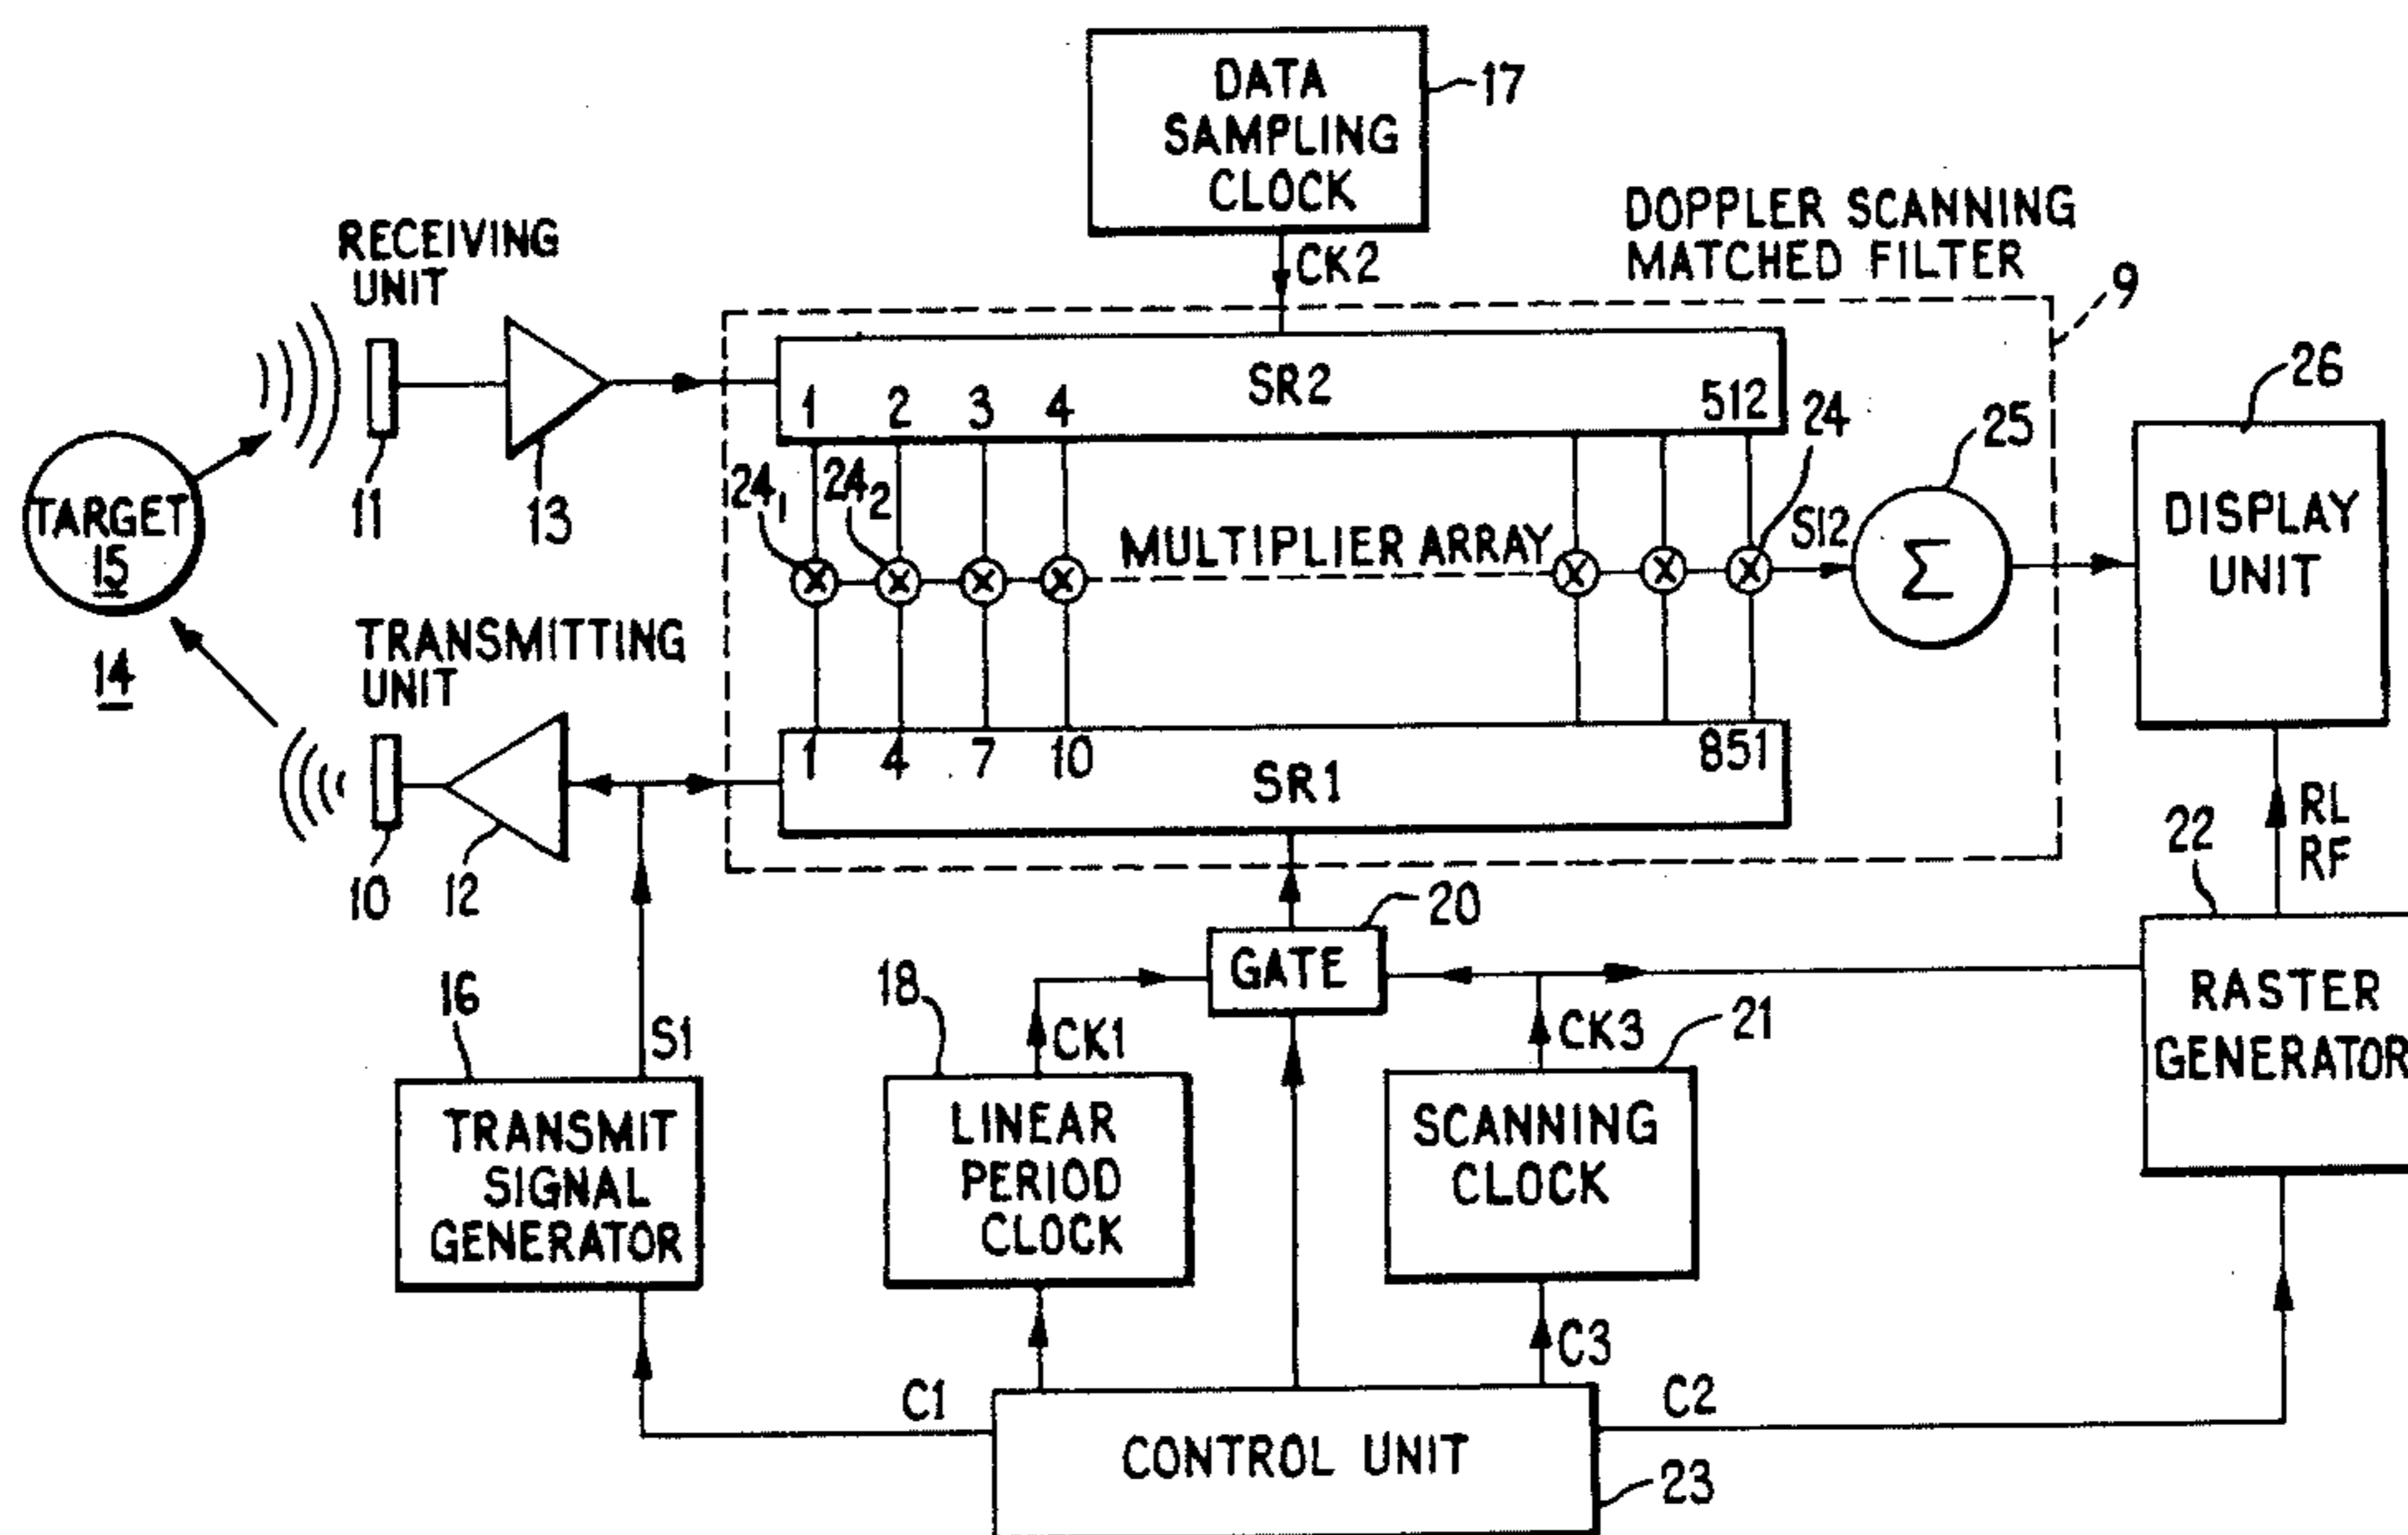 DATA
SAMPLING
CLOCK
17
CK2
DOPPLER SCANNING
MATCHED FILTER
9
RECEIVING
UNIT
11
13
SR2
1 2 3 4 512
24
25
26
24₁ 24₂
MULTIPLIER ARRAY
S12
Σ
DISPLAY
UNIT
TARGET
15
14
TRANSMITTING
UNIT
10
12
1 4 7 10 851
SR1
RL
RF
22
20
GATE
16
S1
18
CK1
CK3
21
RASTER
GENERATOR
TRANSMIT
SIGNAL
GENERATOR
LINEAR
PERIOD
CLOCK
SCANNING
CLOCK
C1
C3
C2
CONTROL UNIT
23